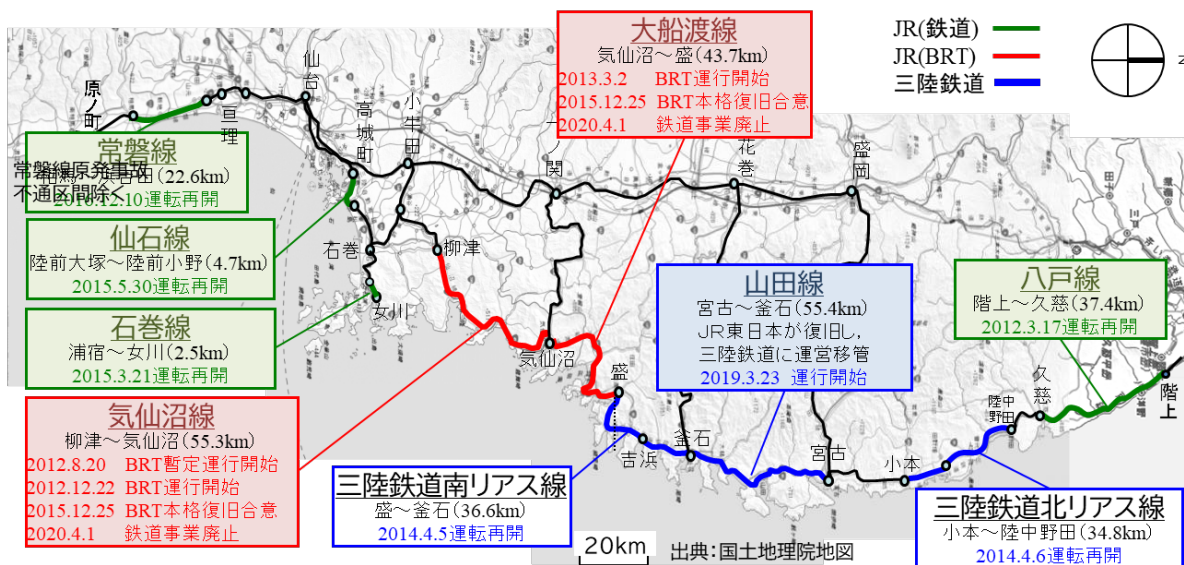 JR(鉄道)
JR(BRT)
三陸鉄道
N
大船渡線
気仙沼～盛(43.7km)
2013.3.2 BRT運行開始
2015.12.25 BRT本格復旧合意
2020.4.1 鉄道事業廃止
原ノ町
亘理
仙台
高城町
小牛田
一関
花巻
盛岡
常磐線
(22.6km)
2016.12.10運転再開
常磐線原発事故
不通区間除く
仙石線
陸前大塚～陸前小野(4.7km)
2015.5.30運転再開
石巻線
浦宿～女川(2.5km)
2015.3.21運転再開
気仙沼線
柳津～気仙沼(55.3km)
2012.8.20 BRT暫定運行開始
2012.12.22 BRT運行開始
2015.12.25 BRT本格復旧合意
2020.4.1 鉄道事業廃止
石巻
女川
柳津
気仙沼
盛
吉浜
釜石
宮古
小本
陸中野田
久慈
階上
山田線
宮古～釜石(55.4km)
JR東日本が復旧し,
三陸鉄道に運営移管
2019.3.23 運行開始
八戸線
階上～久慈(37.4km)
2012.3.17運転再開
三陸鉄道南リアス線
盛～釜石(36.6km)
2014.4.5運転再開
三陸鉄道北リアス線
小本～陸中野田(34.8km)
2014.4.6運転再開
20km
出典:国土地理院地図